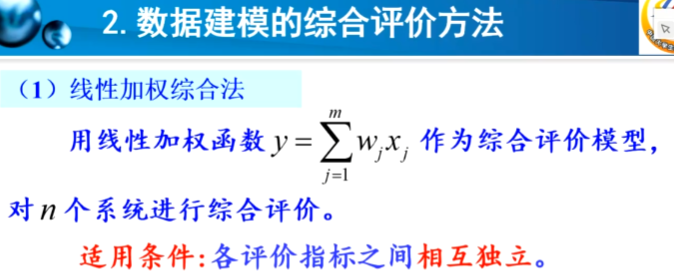 2. 数据建模的综合评价方法
（1）线性加权综合法
用线性加权函数 $y=\sum_{j=1}^{m}w_jx_j$ 作为综合评价模型，
对 n 个系统进行综合评价。
适用条件:各评价指标之间相互独立。